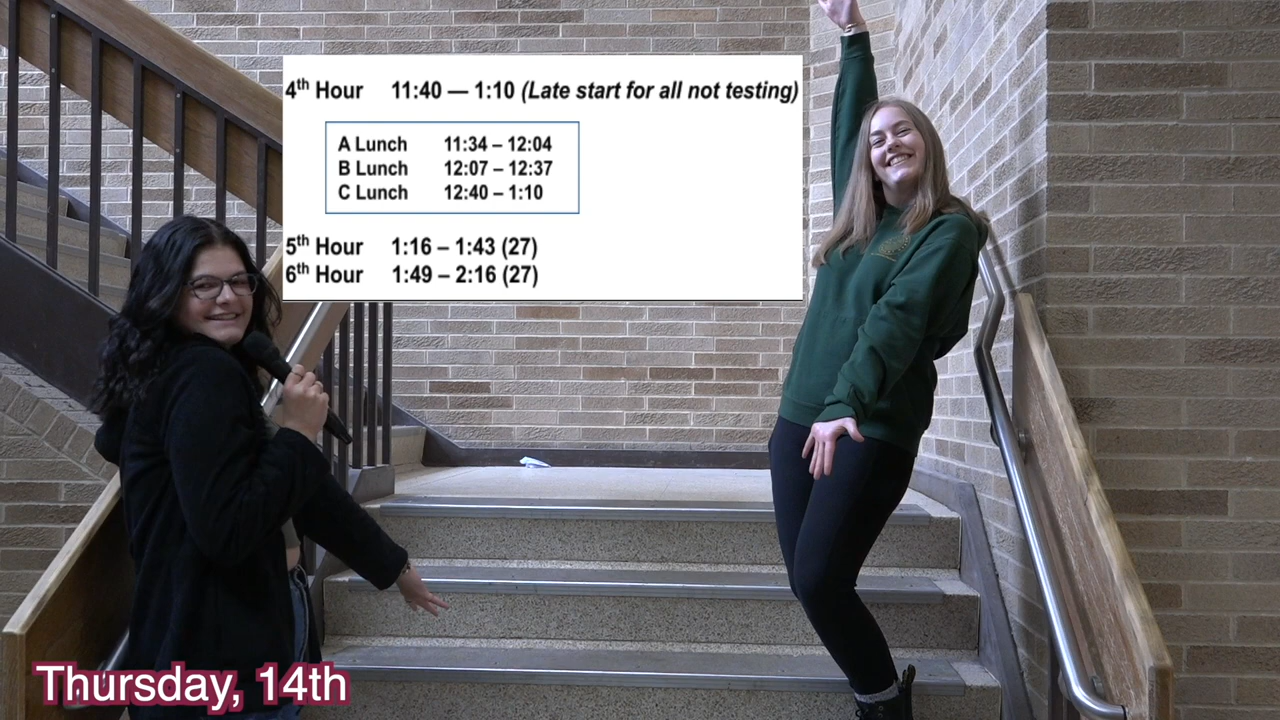 4th Hour 11:40 — 1:10 (Late start for all not testing)
A Lunch 11:34 – 12:04
B Lunch 12:07 – 12:37
C Lunch 12:40 – 1:10
5th Hour 1:16 – 1:43 (27)
6th Hour 1:49 – 2:16 (27)
Thursday, 14th